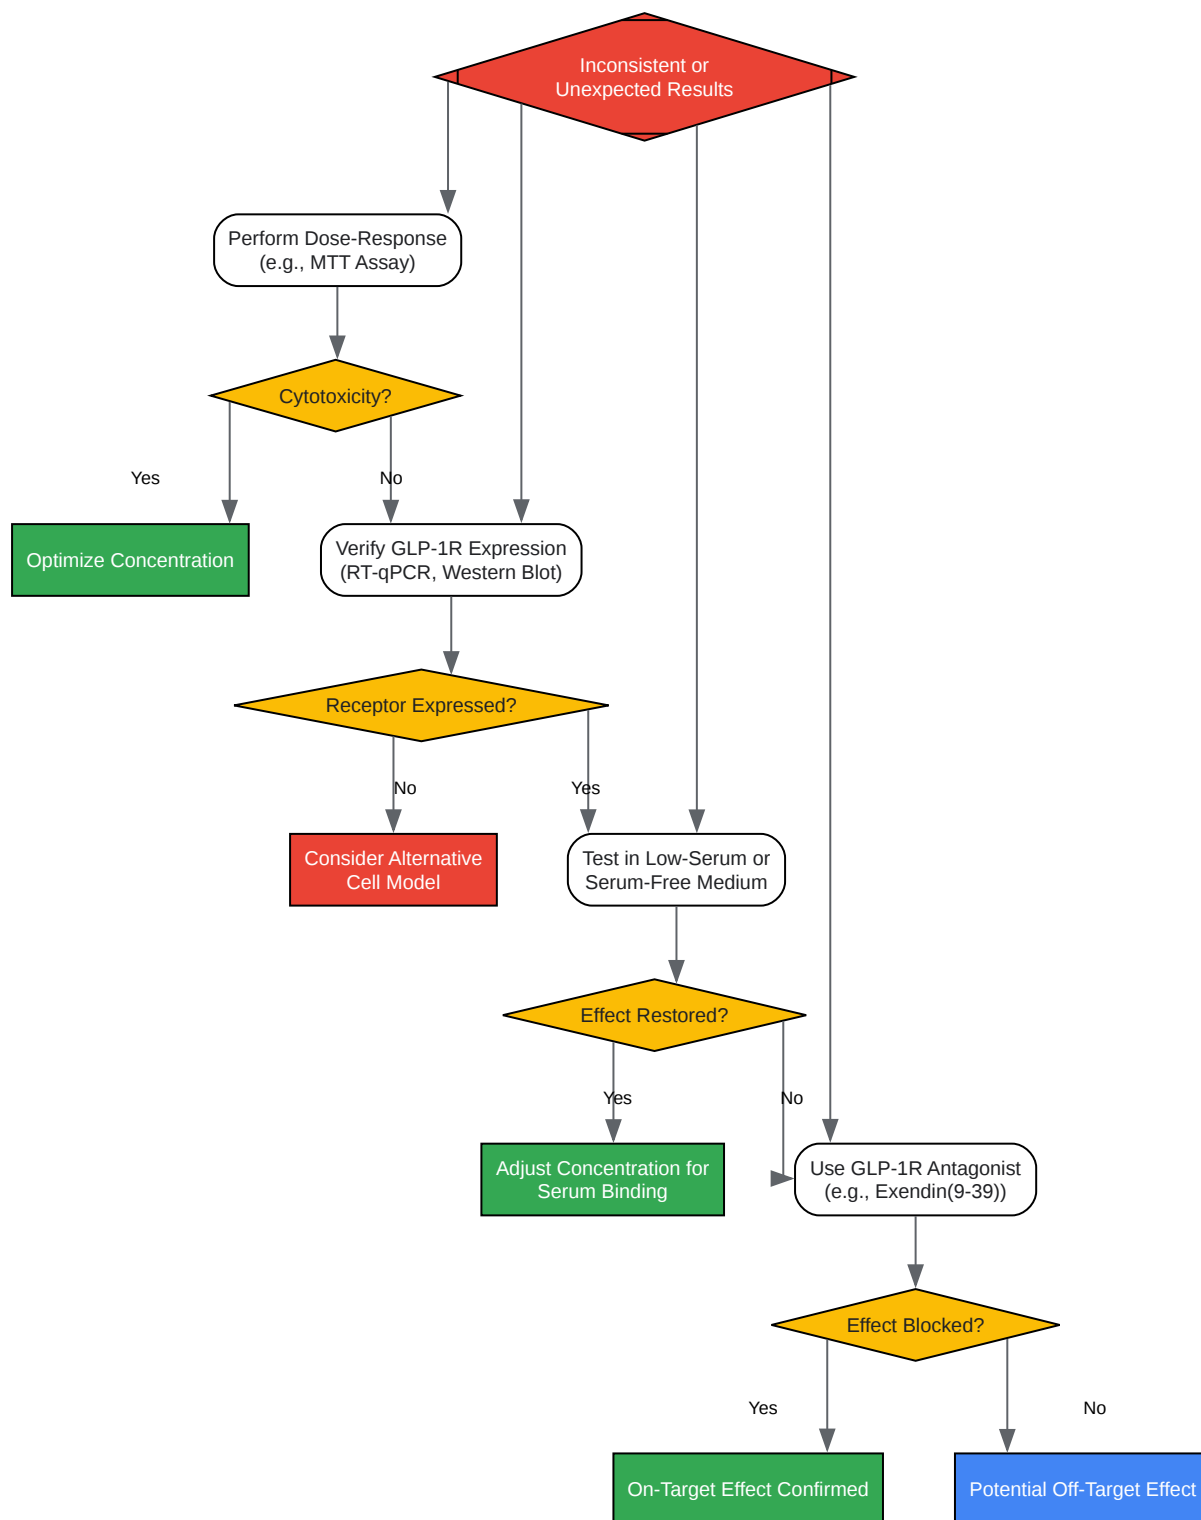 Inconsistent or
Unexpected Results
Perform Dose-Response
(e.g., MTT Assay)
Cytotoxicity?
Yes
No
Optimize Concentration
Verify GLP-1R Expression
(RT-qPCR, Western Blot)
Receptor Expressed?
No
Yes
Consider Alternative
Cell Model
Test in Low-Serum or
Serum-Free Medium
Effect Restored?
Yes
No
Adjust Concentration for
Serum Binding
Use GLP-1R Antagonist
(e.g., Exendin(9-39))
Effect Blocked?
Yes
No
On-Target Effect Confirmed
Potential Off-Target Effect